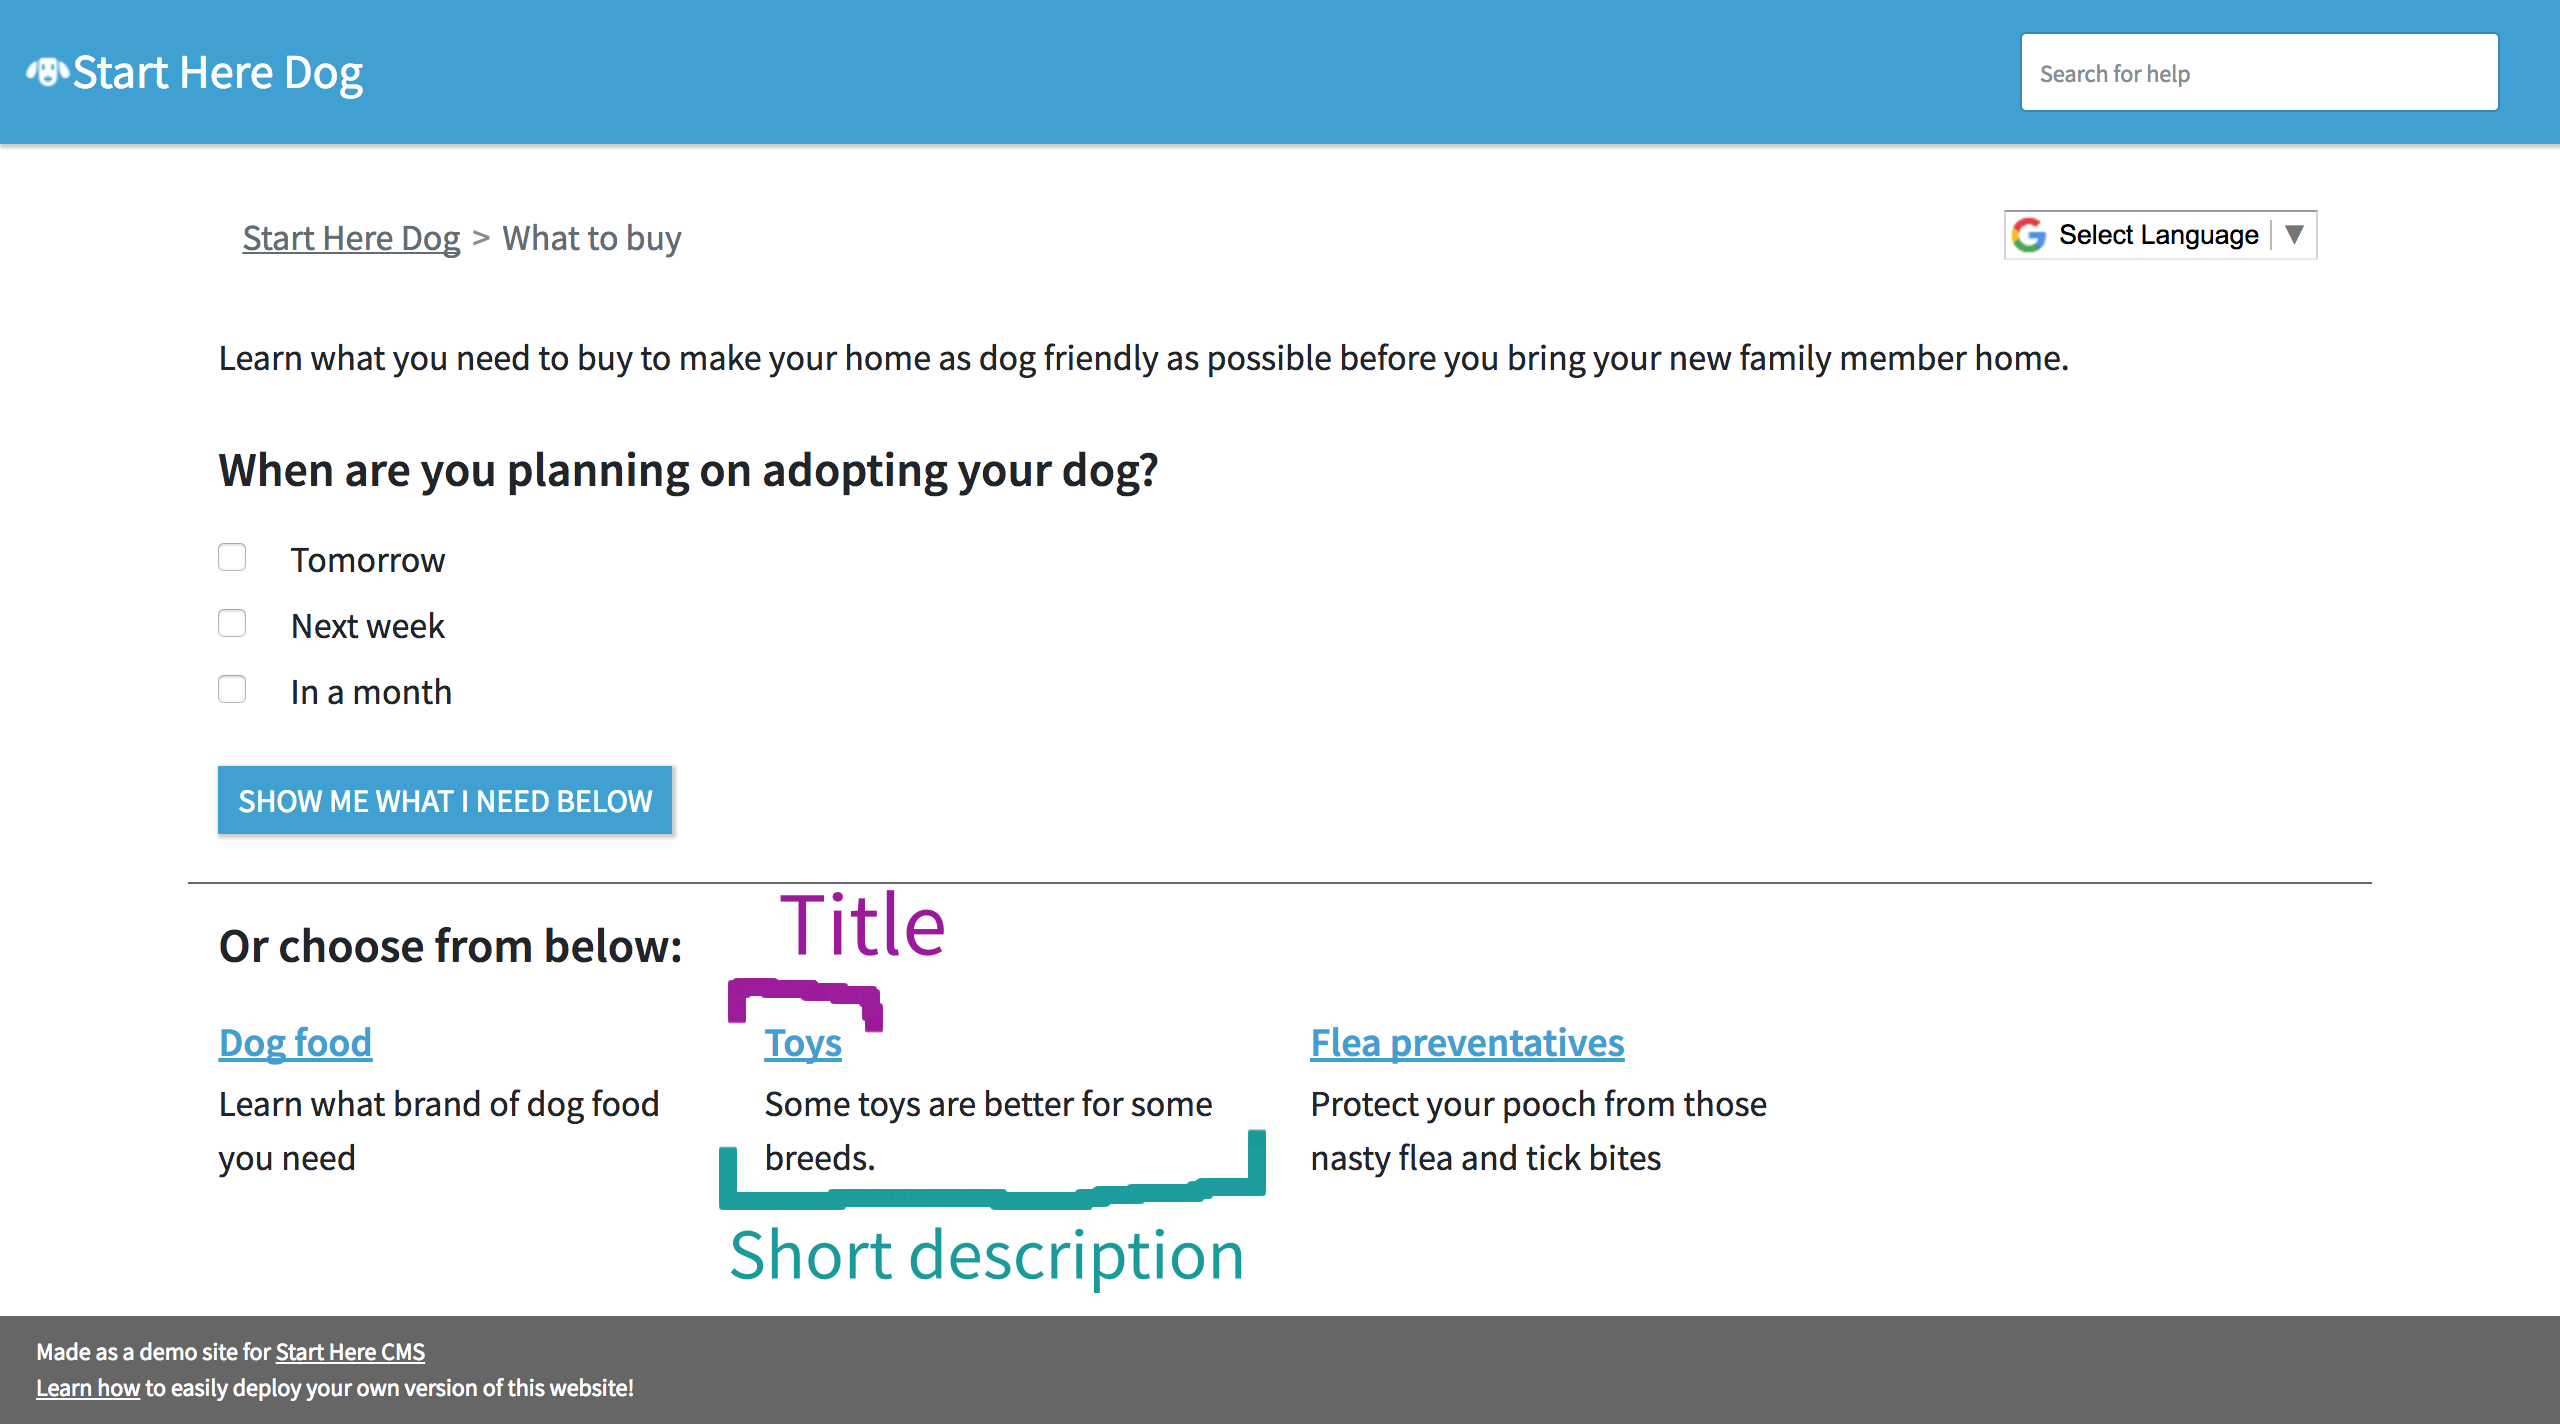 Start Here Dog
Search for help
Start Here Dog > What to buy
Select Language ▼
Learn what you need to buy to make your home as dog friendly as possible before you bring your new family member home.
When are you planning on adopting your dog?
Tomorrow
Next week
In a month
SHOW ME WHAT I NEED BELOW
Title
Or choose from below:
Dog food
Learn what brand of dog food
you need
Toys
Some toys are better for some
breeds.
Short description
Flea preventatives
Protect your pooch from those
nasty flea and tick bites
Made as a demo site for Start Here CMS
Learn how to easily deploy your own version of this website!